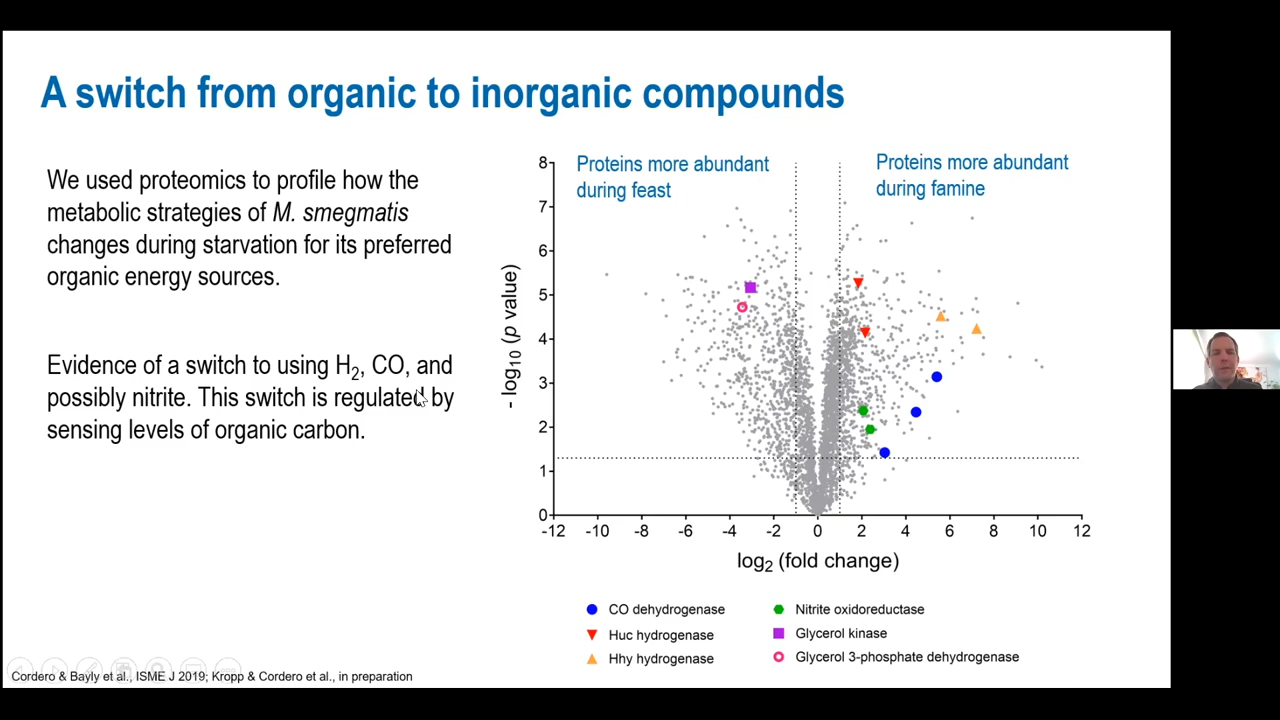 A switch from organic to inorganic compounds
We used proteomics to profile how the
metabolic strategies of M. smegmatis
changes during starvation for its preferred
organic energy sources.
Evidence of a switch to using H₂, CO, and
possibly nitrite. This switch is regulated by
sensing levels of organic carbon.
Proteins more abundant
during feast
Proteins more abundant
during famine
8
7
6
5
4
3
2
1
0
- log₁₀ (p value)
-12 -10 -8 -6 -4 -2 0 2 4 6 8 10 12
log₂ (fold change)
CO dehydrogenase
Huc hydrogenase
Hhy hydrogenase
Nitrite oxidoreductase
Glycerol kinase
Glycerol 3-phosphate dehydrogenase
Cordero & Bayly et al., ISME J 2019; Kropp & Cordero et al., in preparation